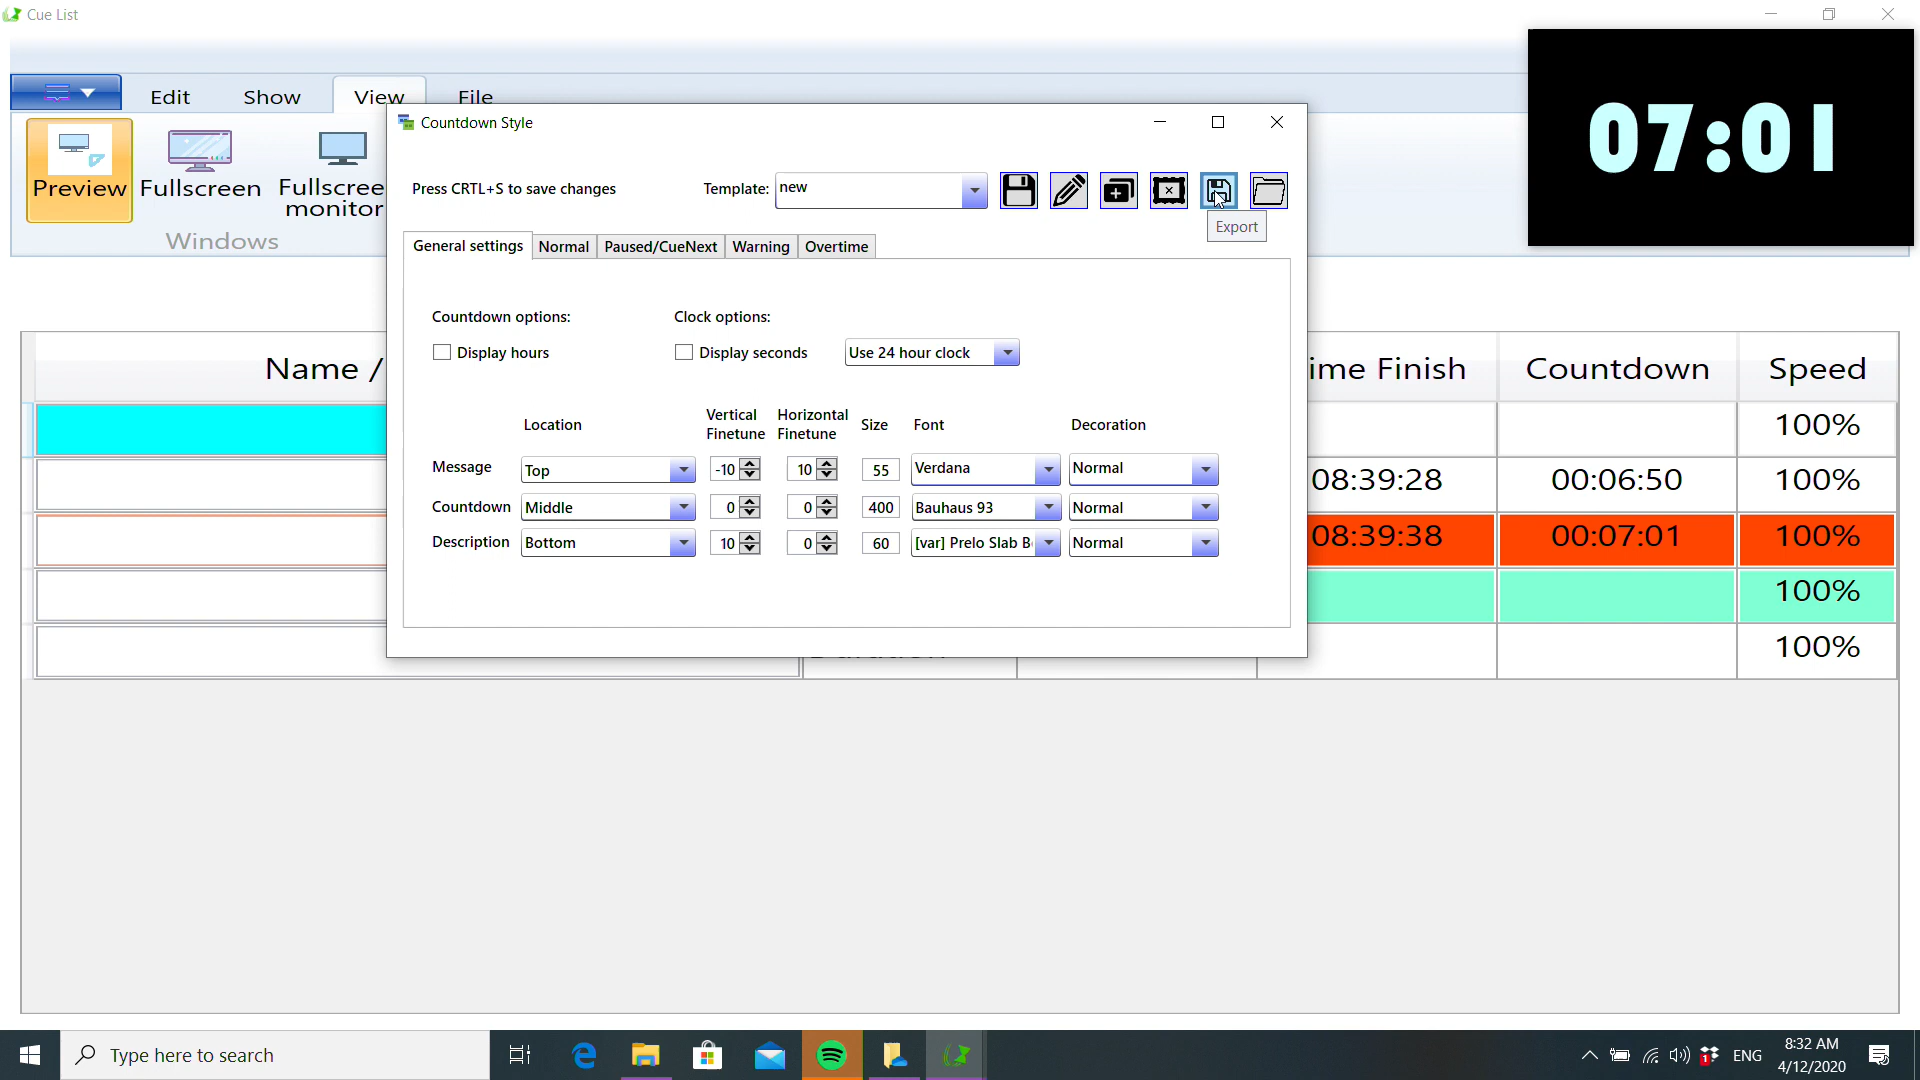 Cue List
Edit Show View File
Preview Fullscreen Fullscree
monitor
Windows
07:01
Countdown Style
Press CRTL+S to save changes Template: new
Export
General settings Normal Paused/CueNext Warning Overtime
Countdown options: Clock options:
Display hours Display seconds Use 24 hour clock
Location Vertical Finetune Horizontal Finetune Size Font Decoration
Message Top -10 10 55 Verdana Normal
Countdown Middle 0 0 400 Bauhaus 93 Normal
Description Bottom 10 0 60 [var] Prelo Slab B Normal
Name / ime Finish Countdown Speed
100%
08:39:28 00:06:50 100%
08:39:38 00:07:01 100%
100%
100%
Type here to search
1
ENG
8:32 AM
4/12/2020